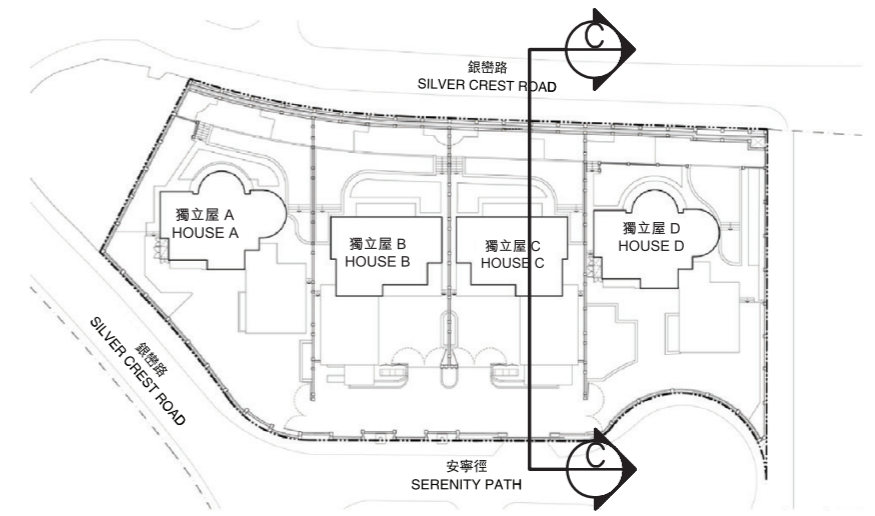 C
銀巒路
SILVER CREST ROAD
獨立屋 A
HOUSE A
獨立屋 B
HOUSE B
獨立屋 C
HOUSE C
獨立屋 D
HOUSE D
銀巒路
SILVER CREST ROAD
安寧徑
SERENITY PATH
C